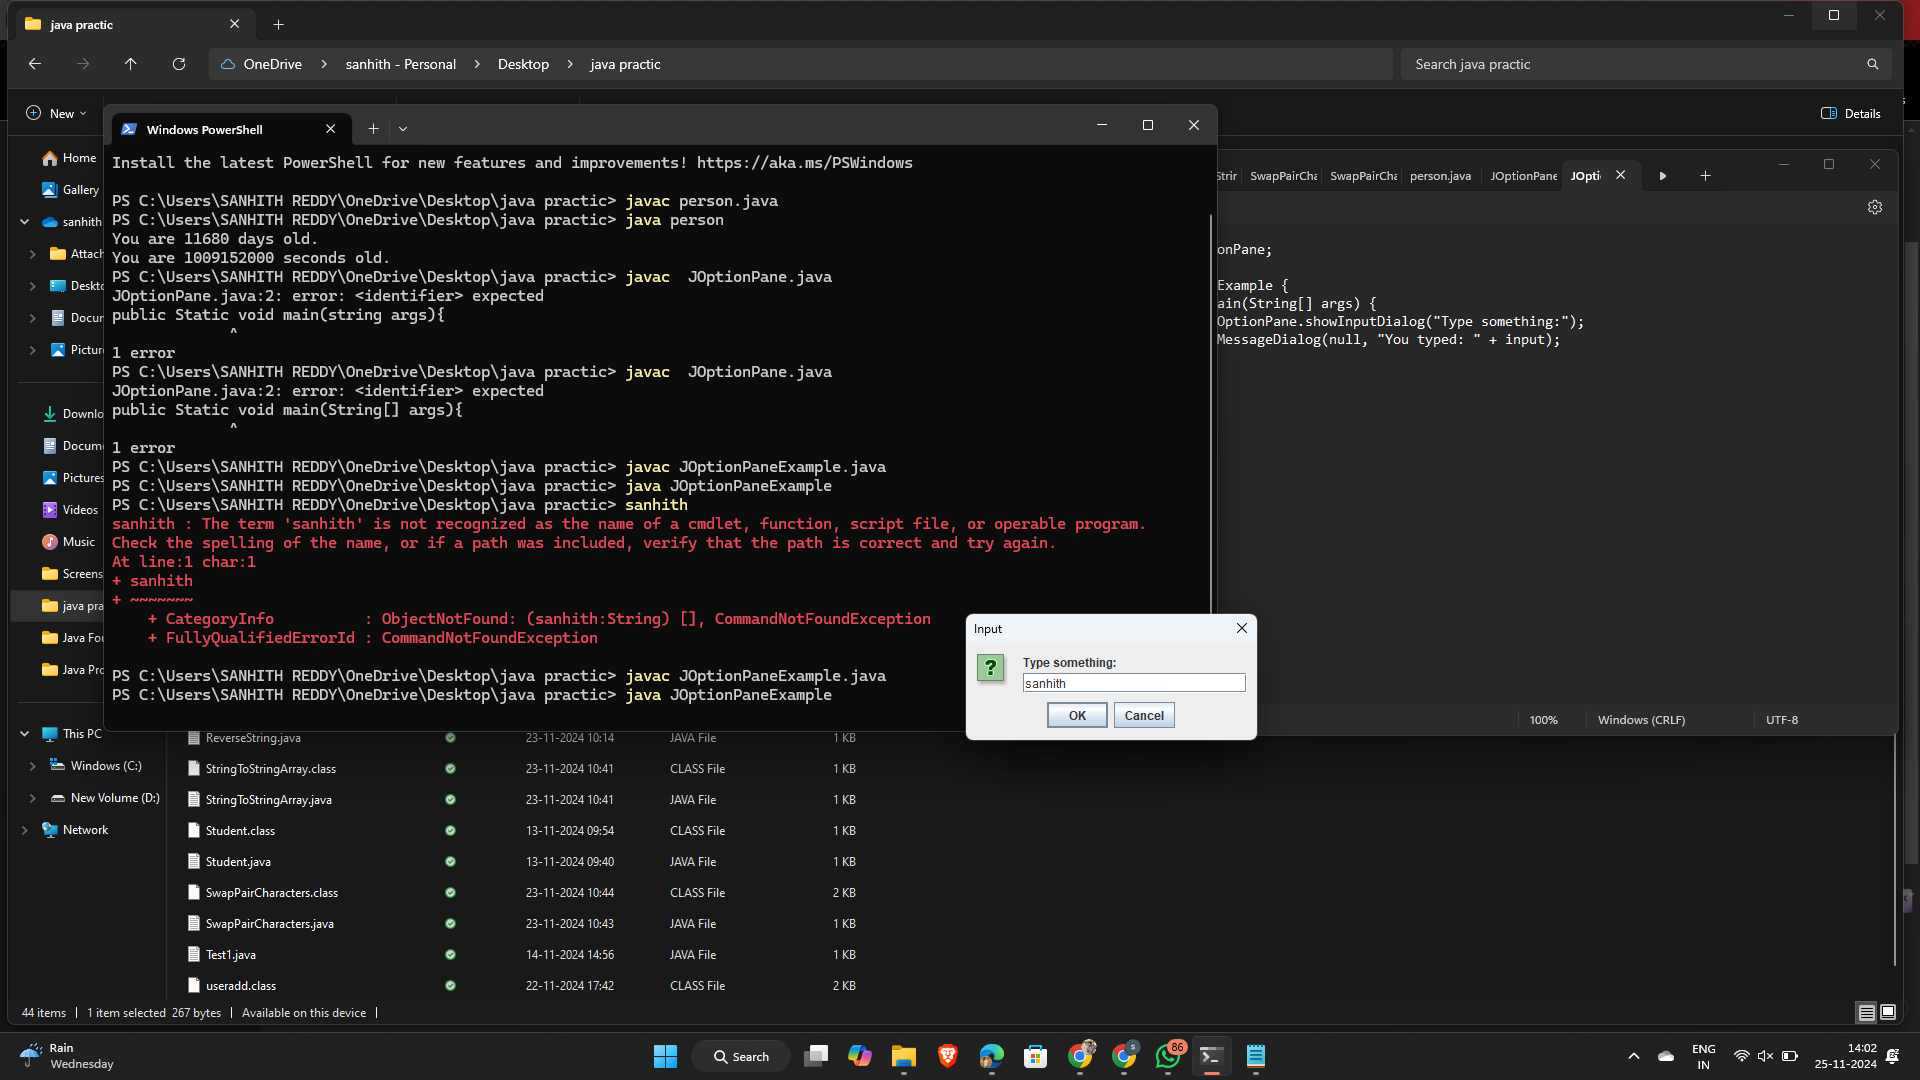 java practic
OneDrive
sanhith - Personal
Desktop
java practic
Search java practic
New
Details
Windows PowerShell
Home
Gallery
sanhith
Attach
Deskto
Docur
Picture
Downlo
Docume
Pictures
Videos
Music
Screens
java pra
Java Fou
Java Pro
This PC
Windows (C:)
New Volume (D:)
Network
Install the latest PowerShell for new features and improvements! https://aka.ms/PSWindows
PS C:\Users\SANHITH REDDY\OneDrive\Desktop\java practic> javac person.java
PS C:\Users\SANHITH REDDY\OneDrive\Desktop\java practic> java person
You are 11680 days old.
You are 1009152000 seconds old.
PS C:\Users\SANHITH REDDY\OneDrive\Desktop\java practic> javac  JOptionPane.java
JOptionPane.java:2: error: <identifier> expected
public Static void main(string args){
^
1 error
PS C:\Users\SANHITH REDDY\OneDrive\Desktop\java practic> javac  JOptionPane.java
JOptionPane.java:2: error: <identifier> expected
public Static void main(String[] args){
^
1 error
PS C:\Users\SANHITH REDDY\OneDrive\Desktop\java practic> javac JOptionPaneExample.java
PS C:\Users\SANHITH REDDY\OneDrive\Desktop\java practic> java JOptionPaneExample
PS C:\Users\SANHITH REDDY\OneDrive\Desktop\java practic> sanhith
sanhith : The term 'sanhith' is not recognized as the name of a cmdlet, function, script file, or operable program.
Check the spelling of the name, or if a path was included, verify that the path is correct and try again.
At line:1 char:1
+ sanhith
+ ~~~~~~~
+ CategoryInfo          : ObjectNotFound: (sanhith:String) [], CommandNotFoundException
+ FullyQualifiedErrorId : CommandNotFoundException
PS C:\Users\SANHITH REDDY\OneDrive\Desktop\java practic> javac JOptionPaneExample.java
PS C:\Users\SANHITH REDDY\OneDrive\Desktop\java practic> java JOptionPaneExample
Strir
SwapPairCha
SwapPairCha
person.java
JOptionPane
JOpti
onPane;
Example {
ain(String[] args) {
OptionPane.showInputDialog("Type something:");
MessageDialog(null, "You typed: " + input);
100%
Windows (CRLF)
UTF-8
Input
Type something:
sanhith
OK
Cancel
ReverseString.java 23-11-2024 10:14 JAVA File 1 KB
StringToStringArray.class 23-11-2024 10:41 CLASS File 1 KB
StringToStringArray.java 23-11-2024 10:41 JAVA File 1 KB
Student.class 13-11-2024 09:54 CLASS File 1 KB
Student.java 13-11-2024 09:40 JAVA File 1 KB
SwapPairCharacters.class 23-11-2024 10:44 CLASS File 2 KB
SwapPairCharacters.java 23-11-2024 10:43 JAVA File 1 KB
Test1.java 14-11-2024 14:56 JAVA File 1 KB
useradd.class 22-11-2024 17:42 CLASS File 2 KB
44 items
1 item selected 267 bytes
Available on this device
Rain
Wednesday
Search
S
86
ENG
IN
14:02
25-11-2024